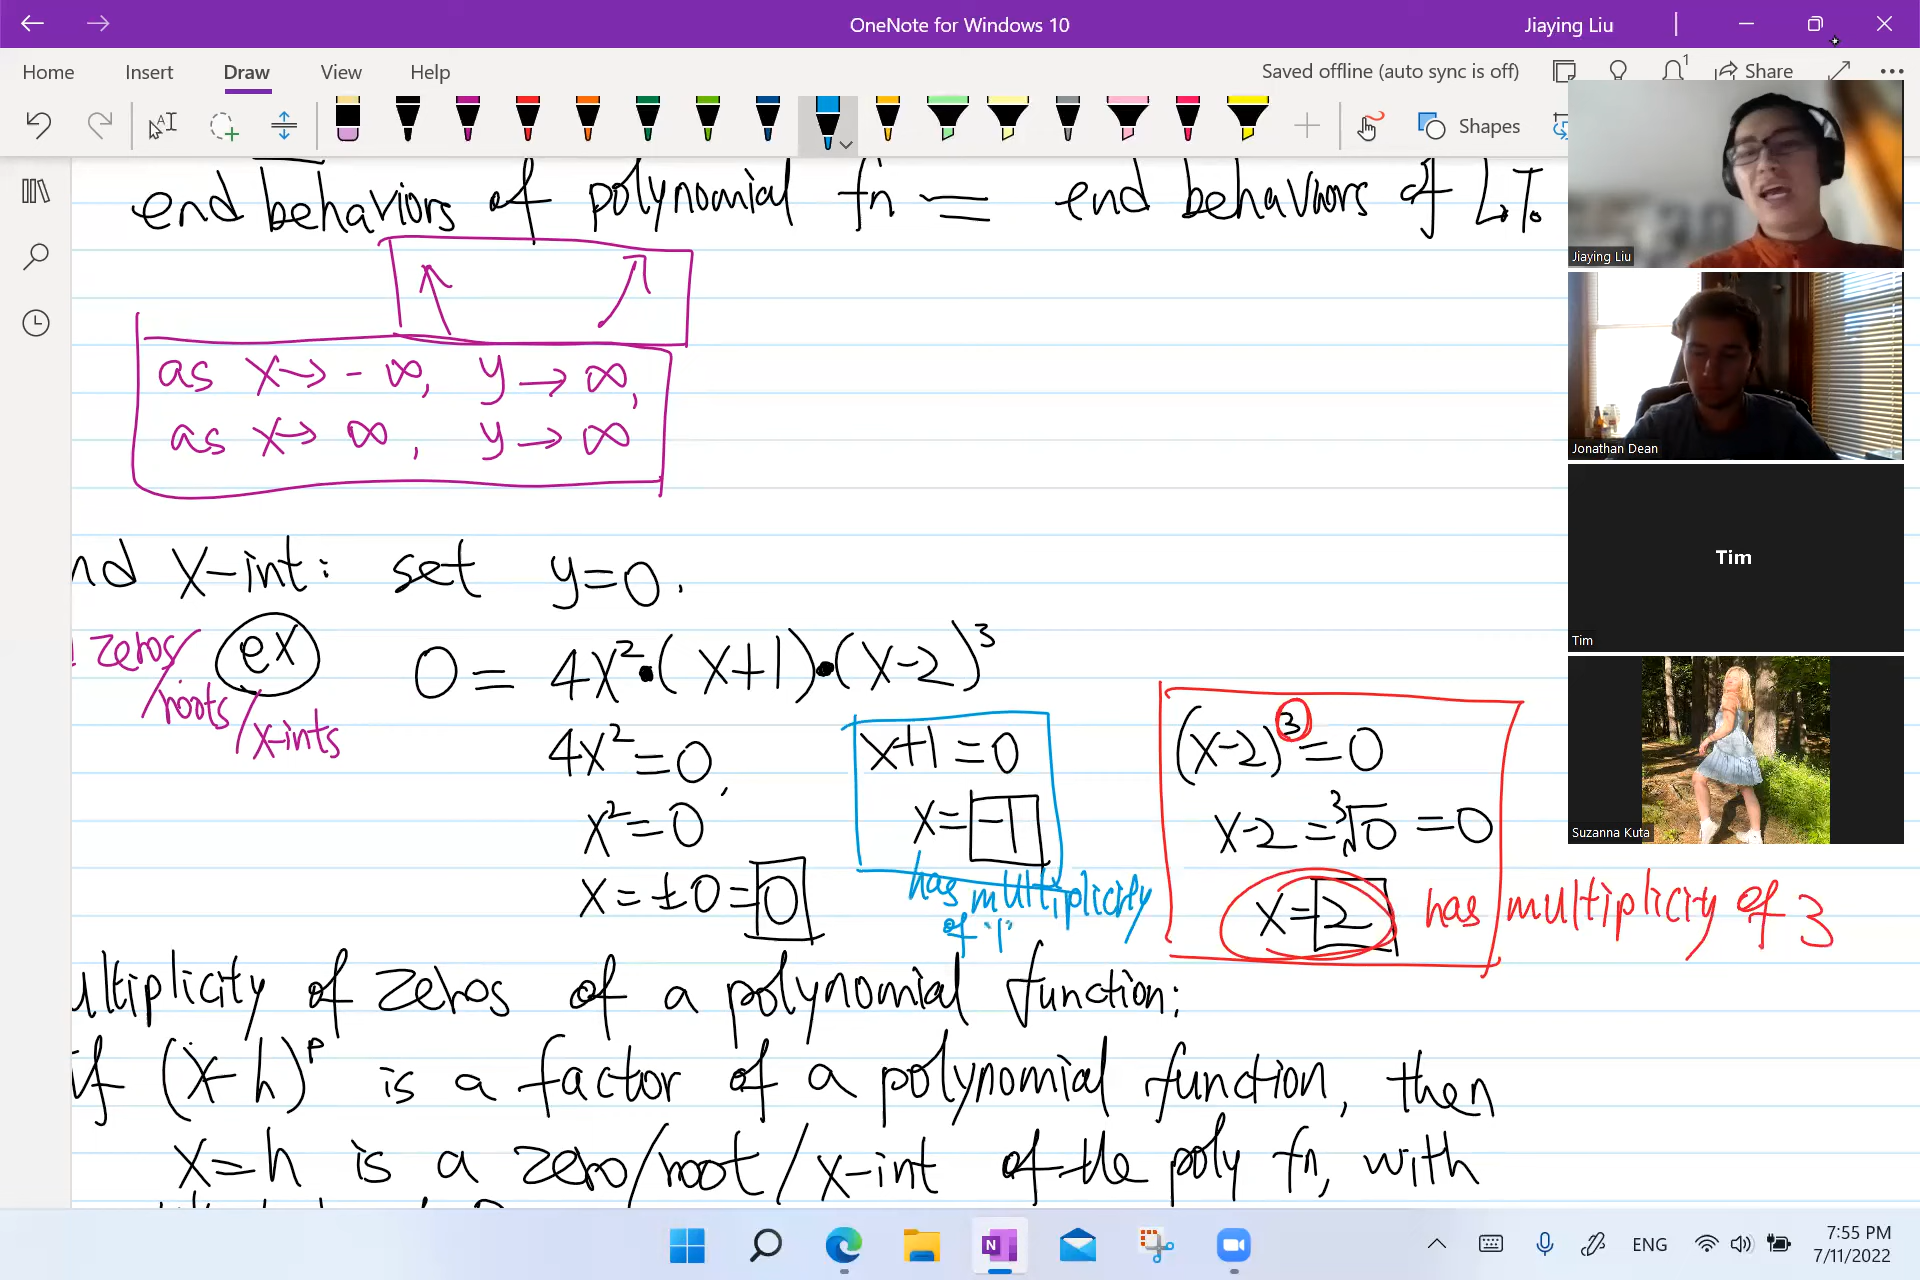 OneNote for Windows 10
Jiaying Liu
Home Insert Draw View Help
Saved offline (auto sync is off)
1
Share
Shapes
end behaviors of polynomial fn = end behaviors of L.T.
as x→ -∞, y→∞,
as x→ ∞, y→∞
nd x-int: set y=0.
zeros/
/roots/
/x-ints
ex
0 = 4x²•(x+1)•(x-2)³
4x²=0,
x²=0
x=±0=0
x+1=0
x=-1
has multiplicity
of "1"
(x-2)³=0
x-2=∛0=0
x=2 has multiplicity of 3
ultiplicity of zeros of a polynomial function:
if (x-h)^p is a factor of a polynomial function, then
x=h is a zero/root/x-int of the poly fn, with
Jiaying Liu
Jonathan Dean
Tim
Tim
Suzanna Kuta
ENG
7:55 PM
7/11/2022